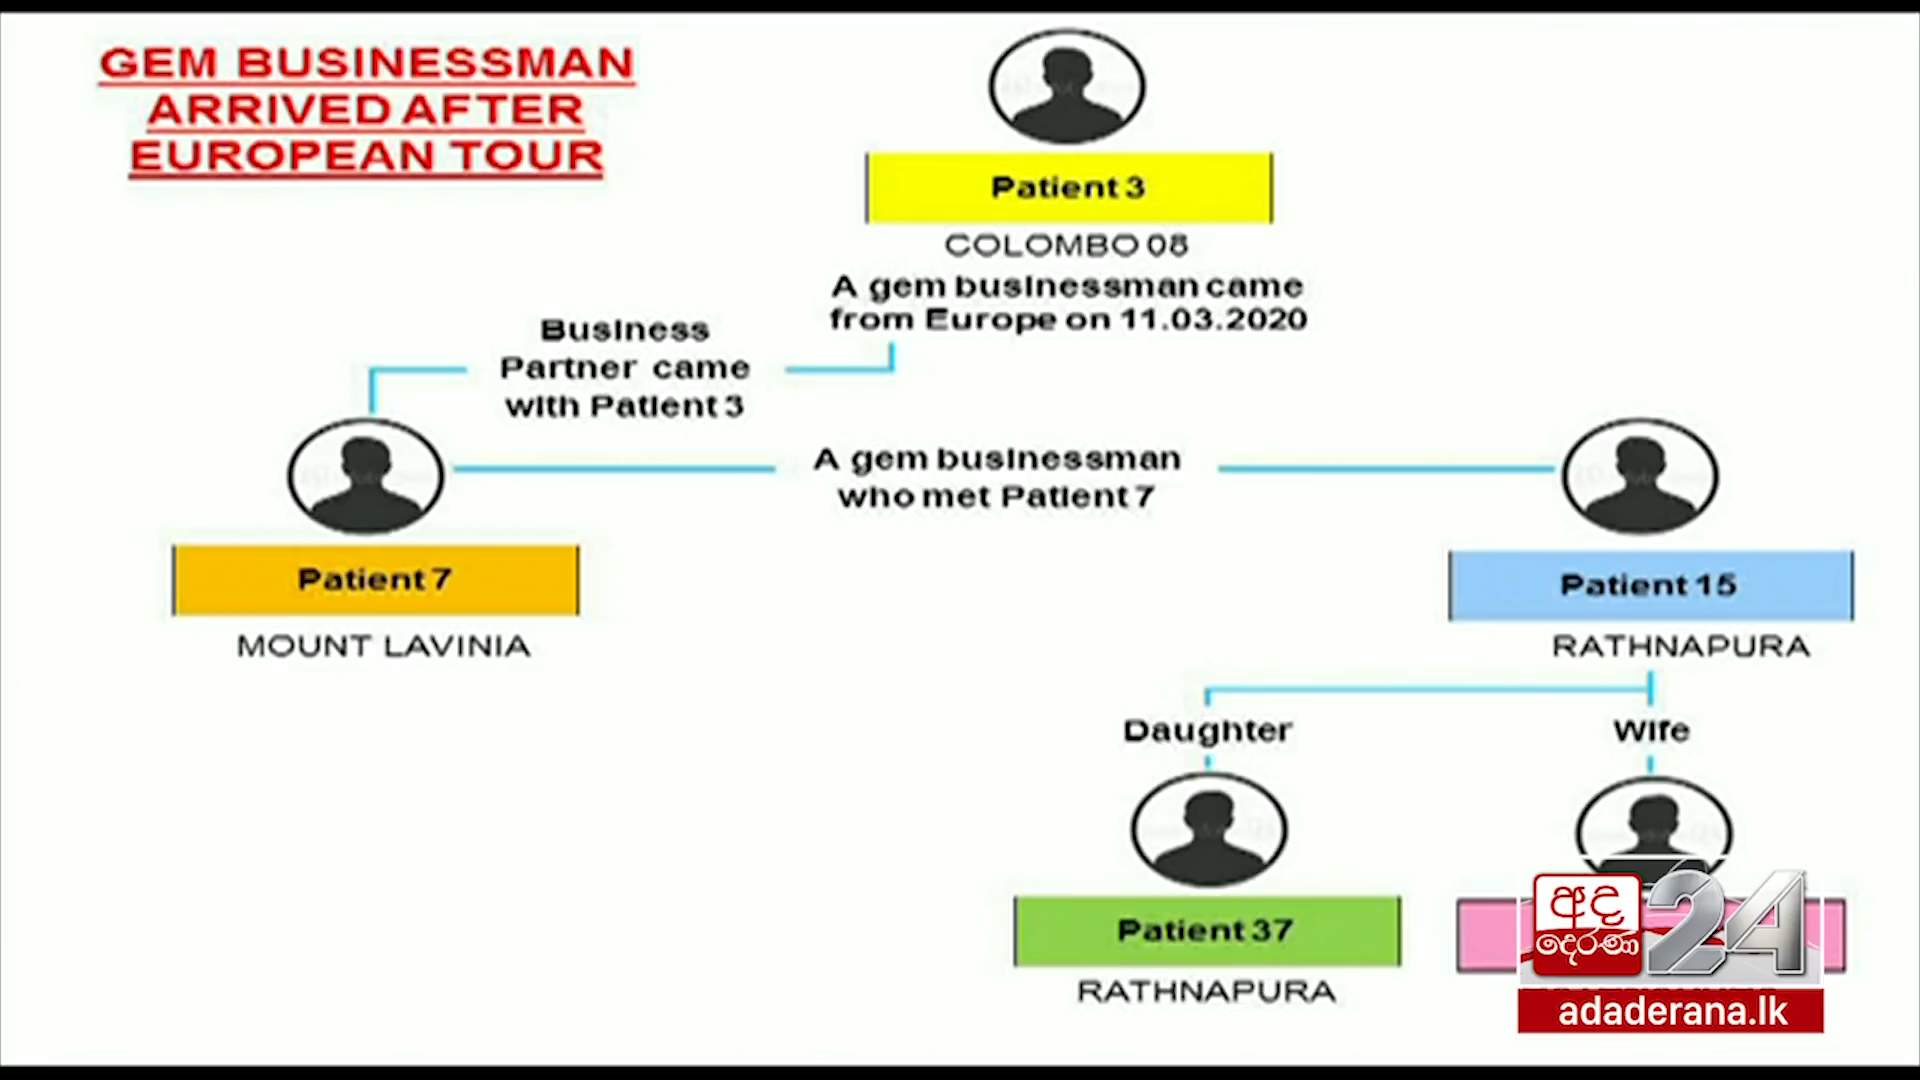 GEM BUSINESSMAN
ARRIVED AFTER
EUROPEAN TOUR
Patient 3
COLOMBO 08
A gem businessman came
from Europe on 11.03.2020
Business
Partner came
with Patient 3
A gem businessman
who met Patient 7
Patient 7
MOUNT LAVINIA
Patient 15
RATHNAPURA
Daughter
Wife
Patient 37
RATHNAPURA
අද
දෙරණ
24
adaderana.lk